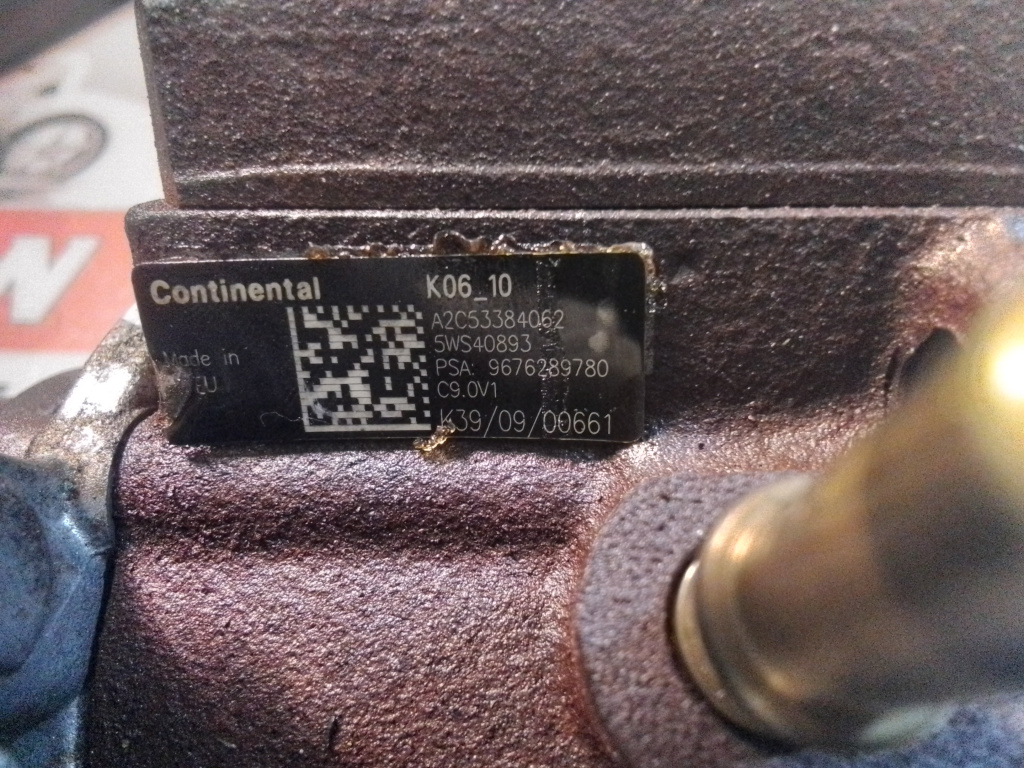 Continental
K06_10
A2C53384062
5WS40893
Made in
EU
PSA: 9676289780
C9.0V1
K39/09/00661
N